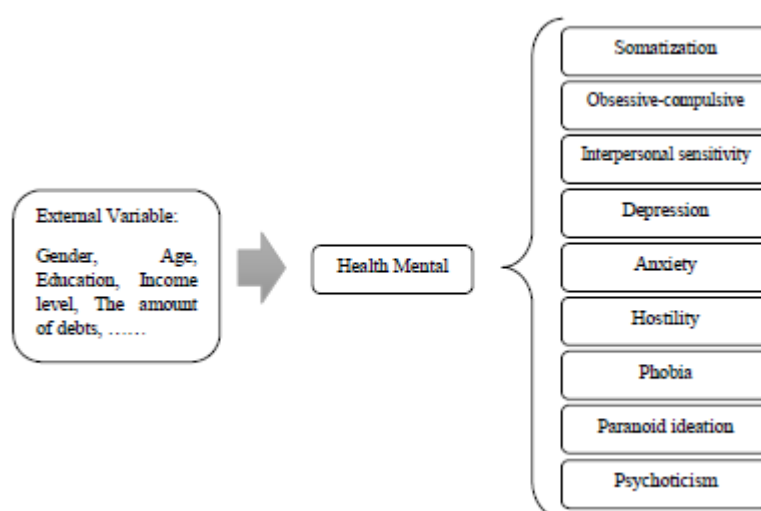 External Variable:
Gender, Age,
Education, Income
level, The amount
of debts, ……
Health Mental
Somatization
Obsessive-compulsive
Interpersonal sensitivity
Depression
Anxiety
Hostility
Phobia
Paranoid ideation
Psychoticism